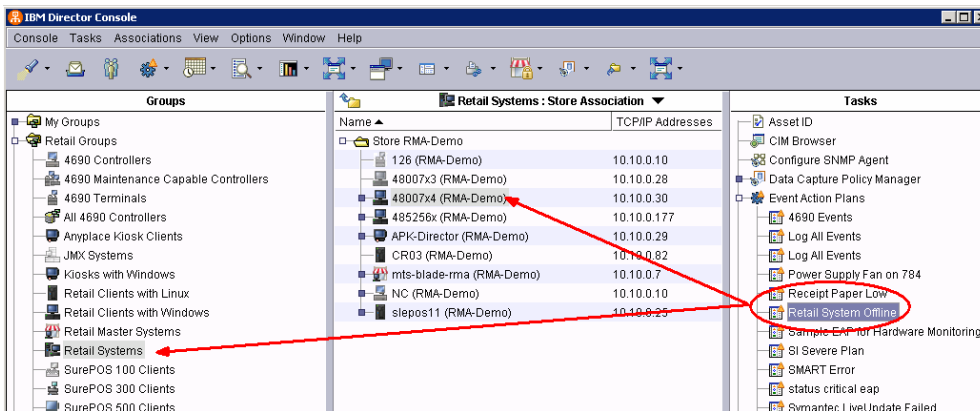 IBM Director Console
Console Tasks Associations View Options Window Help
Groups
My Groups
Retail Groups
4690 Controllers
4690 Maintenance Capable Controllers
4690 Terminals
All 4690 Controllers
Anyplace Kiosk Clients
JMX Systems
Kiosks with Windows
Retail Clients with Linux
Retail Clients with Windows
Retail Master Systems
Retail Systems
SurePOS 100 Clients
SurePOS 300 Clients
SurePOS 500 Clients
Retail Systems : Store Association
Name TCP/IP Addresses
Store RMA-Demo
126 (RMA-Demo) 10.10.0.10
48007x3 (RMA-Demo) 10.10.0.28
48007x4 (RMA-Demo) 10.10.0.30
485256x (RMA-Demo) 10.10.0.177
APK-Director (RMA-Demo) 10.10.0.29
CR03 (RMA-Demo) 10.10.0.82
mts-blade-rma (RMA-Demo) 10.10.0.7
NC (RMA-Demo) 10.10.0.10
slepos11 (RMA-Demo) 10.10.0.25
Tasks
Asset ID
CIM Browser
Configure SNMP Agent
Data Capture Policy Manager
Event Action Plans
4690 Events
Log All Events
Log All Events
Power Supply Fan on 784
Receipt Paper Low
Retail System Offline
Sample EAP for Hardware Monitoring
SI Severe Plan
SMART Error
status critical eap
Symantec LiveUpdate Failed